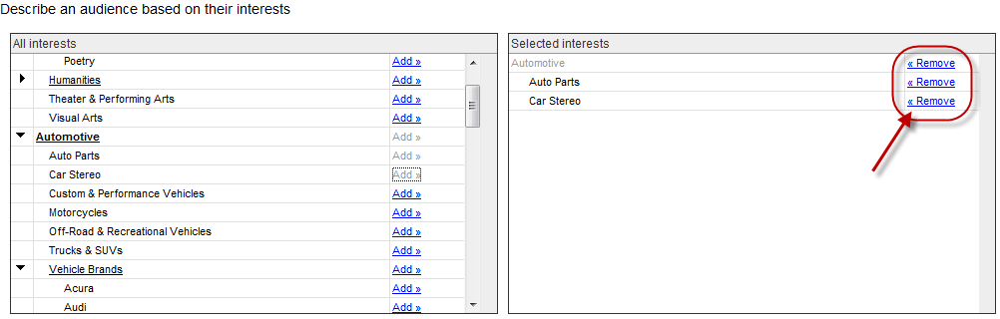 Describe an audience based on their interests
All interests
Poetry Add »
Humanities Add »
Theater & Performing Arts Add »
Visual Arts Add »
Automotive Add »
Auto Parts Add »
Car Stereo Add »
Custom & Performance Vehicles Add »
Motorcycles Add »
Off-Road & Recreational Vehicles Add »
Trucks & SUVs Add »
Vehicle Brands Add »
Acura Add »
Audi Add »
Selected interests
Automotive « Remove
Auto Parts « Remove
Car Stereo « Remove